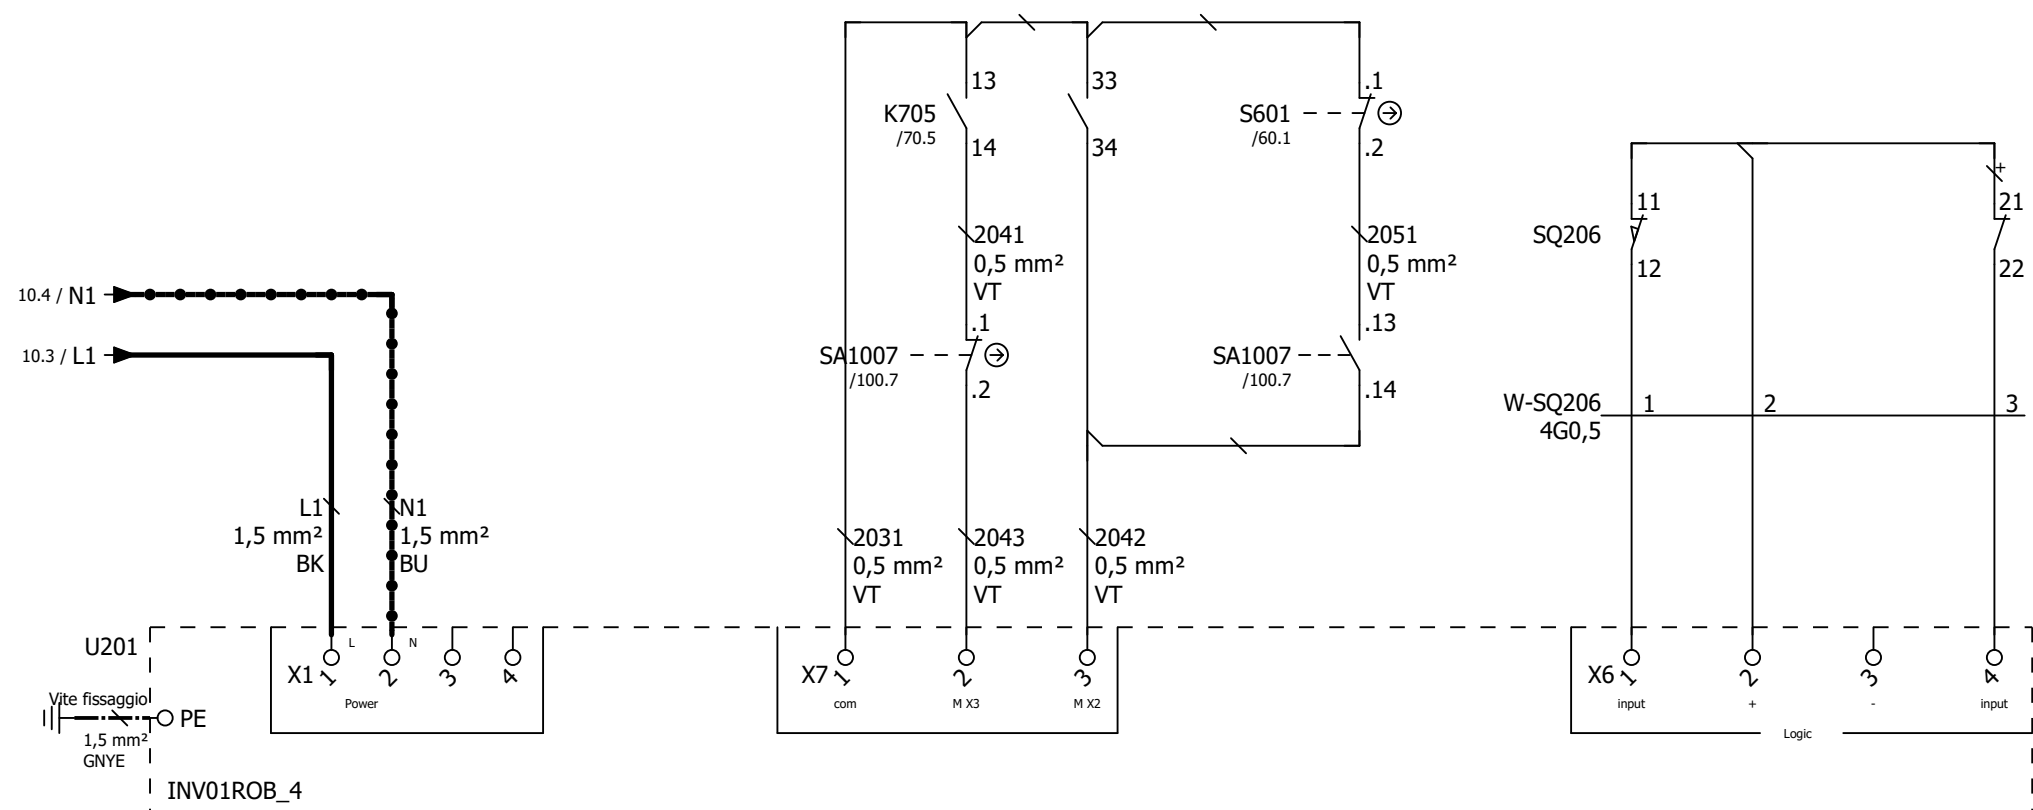 13
33
.1
K705
/70.5
S601
/60.1
14
34
.2
+
11
21
SQ206
12
22
2041
0,5 mm²
VT
2051
0,5 mm²
VT
10.4 / N1
10.3 / L1
.1
SA1007
/100.7
.2
.13
SA1007
/100.7
.14
W-SQ206
4G0,5
1
2
3
L1
1,5 mm²
BK
N1
1,5 mm²
BU
2031
0,5 mm²
VT
2043
0,5 mm²
VT
2042
0,5 mm²
VT
U201
L
N
X1
1
2
3
4
Power
X7
1
2
3
com
M X3
M X2
X6
1
2
3
4
input
+
-
input
Logic
Vite fissaggio
PE
1,5 mm²
GNYE
INV01ROB_4